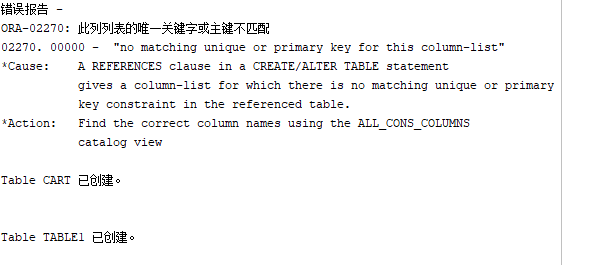 错误报告 -
ORA-02270: 此列列表的唯一关键字或主键不匹配
02270. 00000 -  "no matching unique or primary key for this column-list"
*Cause:    A REFERENCES clause in a CREATE/ALTER TABLE statement
           gives a column-list for which there is no matching unique or primary
           key constraint in the referenced table.
*Action:   Find the correct column names using the ALL_CONS_COLUMNS
           catalog view
Table CART 已创建。
Table TABLE1 已创建。